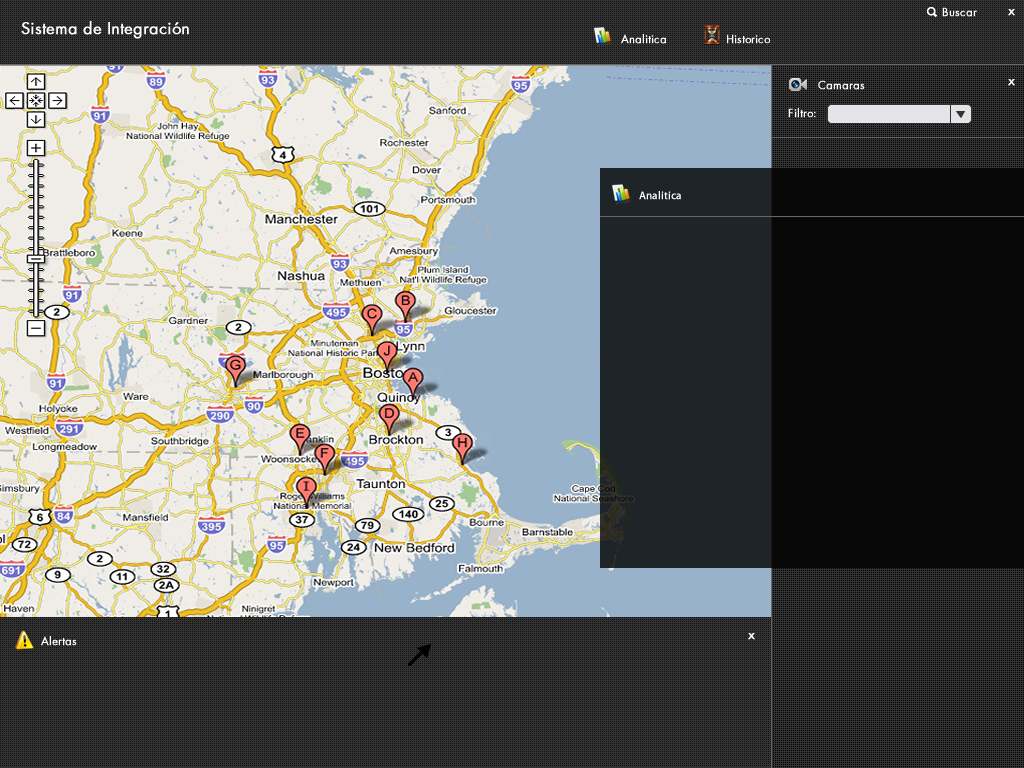 Sistema de Integración
Buscar
x
Analitica
Historico
Camaras
x
Filtro:
Analitica
89
93
95
91
Sanford
John Hay
National Wildlife Refuge
Rochester
4
Dover
Portsmouth
101
Manchester
Keene
Brattleboro
Amesbury
93
Plum Island
Nat'l Wildlife Refuge
Nashua
Methuen
91
2
495
Gloucester
B
C
Gardner
2
95
Minuteman
National Historic Park
Lynn
J
G
Marlborough
Boston
A
91
Ware
Quincy
Holyoke
290
90
D
Westfield
291
Southbridge
E
Franklin
Brockton
3
H
Longmeadow
F
Woonsocket
495
Taunton
Cape Cod
National Seashore
Simsbury
I
Roger Williams
National Memorial
25
6
84
Mansfield
395
37
79
140
Bourne
Barnstable
72
95
24
New Bedford
2
32
691
9
11
2A
Newport
Falmouth
Haven
1
Ninigret
Alertas
x